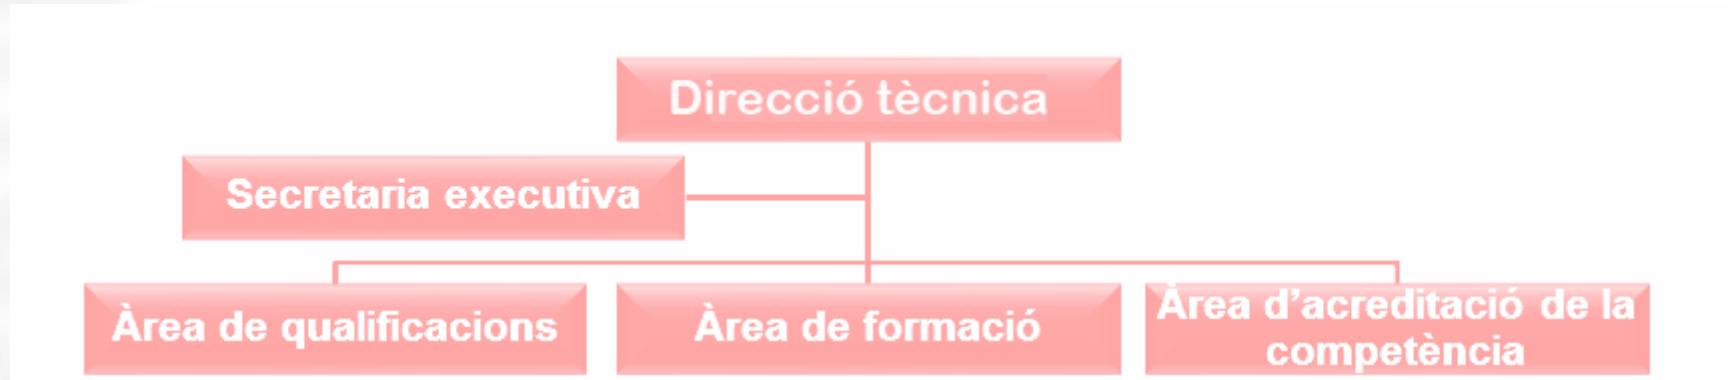 Direcció tècnica
Secretaria executiva
Àrea de qualificacions
Àrea de formació
Àrea d’acreditació de la
competència